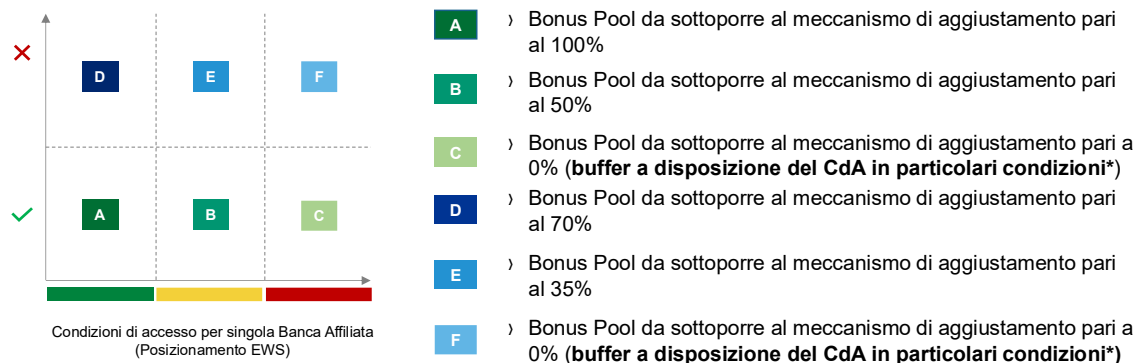 D
E
F
A
B
C
Condizioni di accesso per singola Banca Affiliata
(Posizionamento EWS)
A
› Bonus Pool da sottoporre al meccanismo di aggiustamento pari
al 100%
B
› Bonus Pool da sottoporre al meccanismo di aggiustamento pari
al 50%
C
› Bonus Pool da sottoporre al meccanismo di aggiustamento pari a
0% (buffer a disposizione del CdA in particolari condizioni*)
D
› Bonus Pool da sottoporre al meccanismo di aggiustamento pari
al 70%
E
› Bonus Pool da sottoporre al meccanismo di aggiustamento pari
al 35%
F
› Bonus Pool da sottoporre al meccanismo di aggiustamento pari a
0% (buffer a disposizione del CdA in particolari condizioni*)